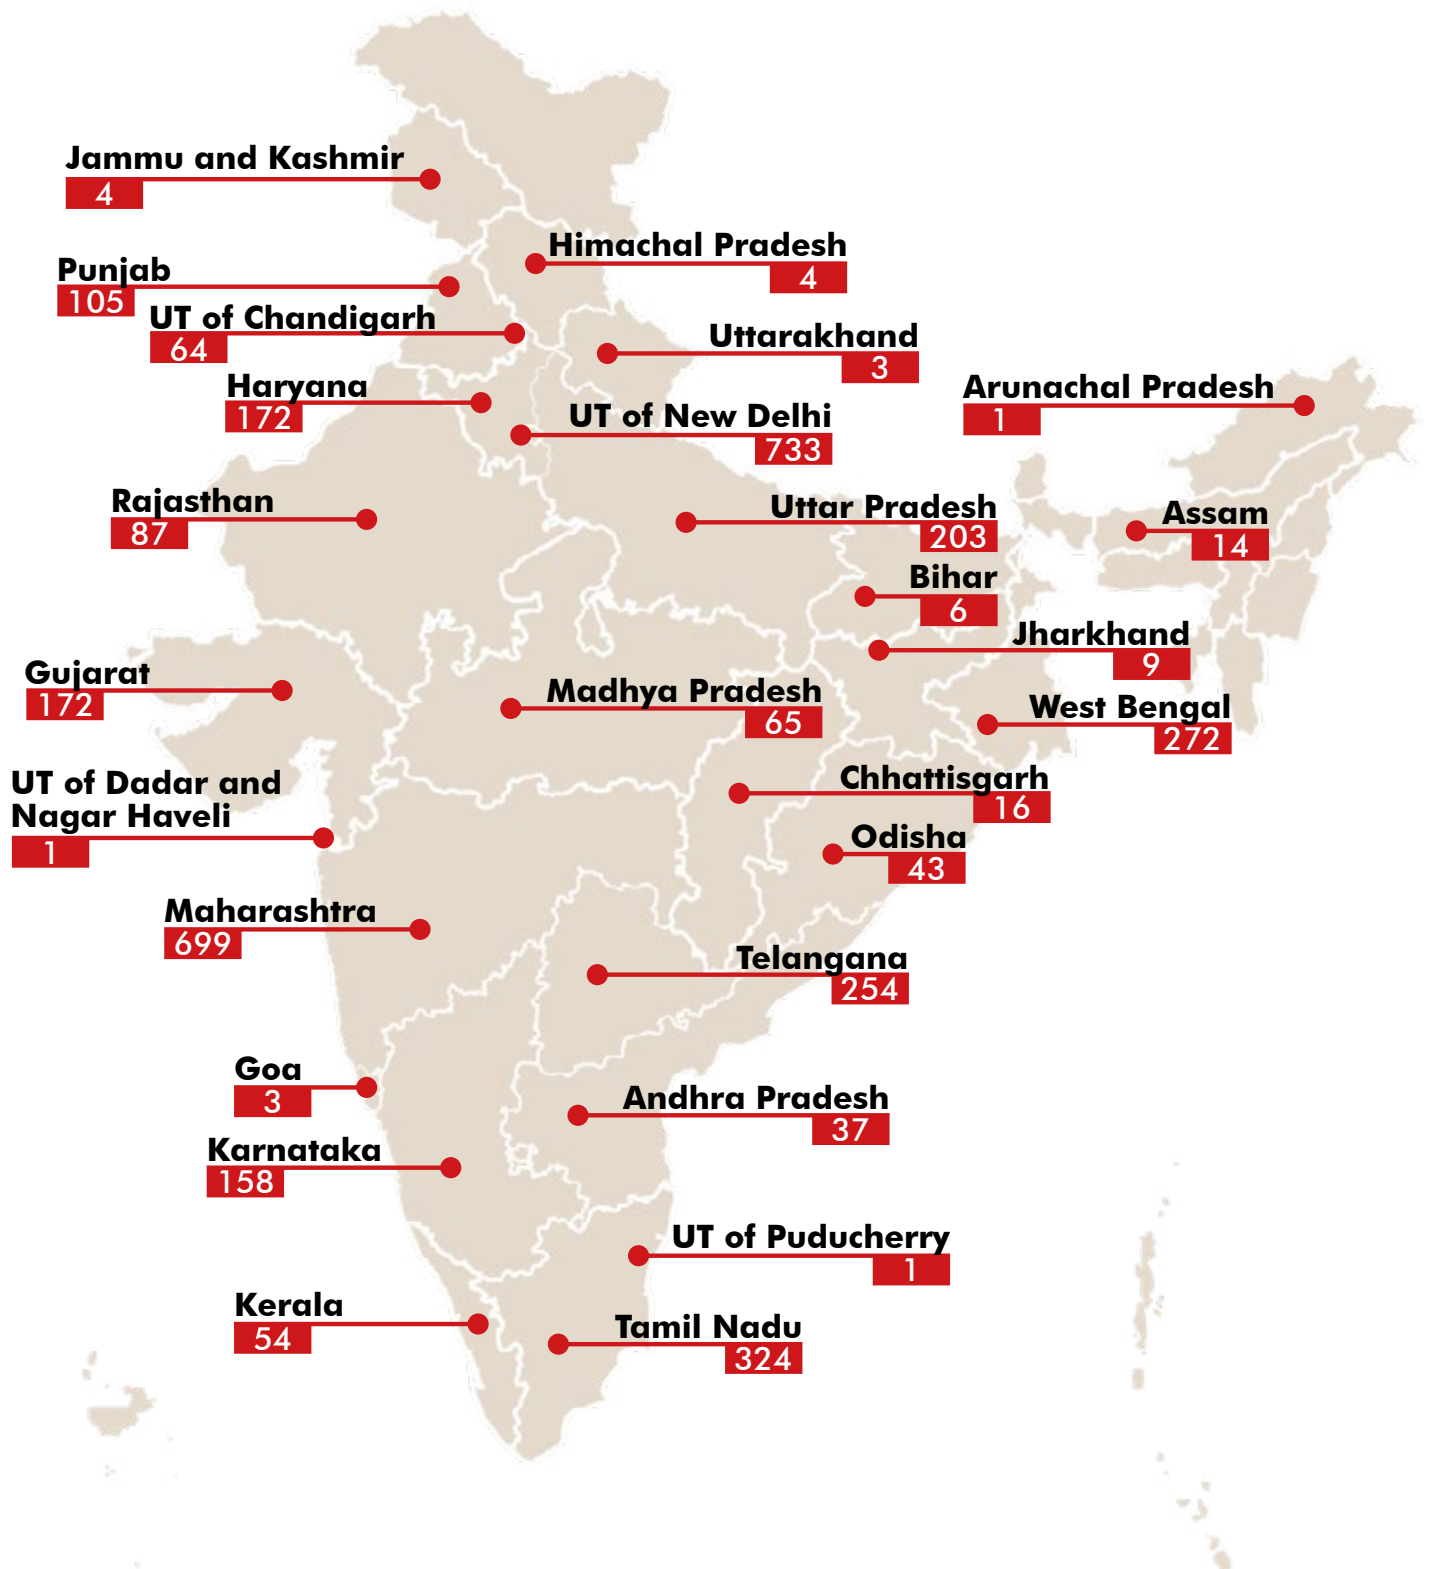 Jammu and Kashmir
4
Himachal Pradesh
4
Punjab
105
UT of Chandigarh
64
Uttarakhand
3
Haryana
172
Arunachal Pradesh
1
UT of New Delhi
733
Rajasthan
87
Uttar Pradesh
203
Assam
14
Bihar
6
Jharkhand
9
Gujarat
172
Madhya Pradesh
65
West Bengal
272
UT of Dadar and
Nagar Haveli
1
Chhattisgarh
16
Odisha
43
Maharashtra
699
Telangana
254
Goa
3
Andhra Pradesh
37
Karnataka
158
UT of Puducherry
1
Kerala
54
Tamil Nadu
324